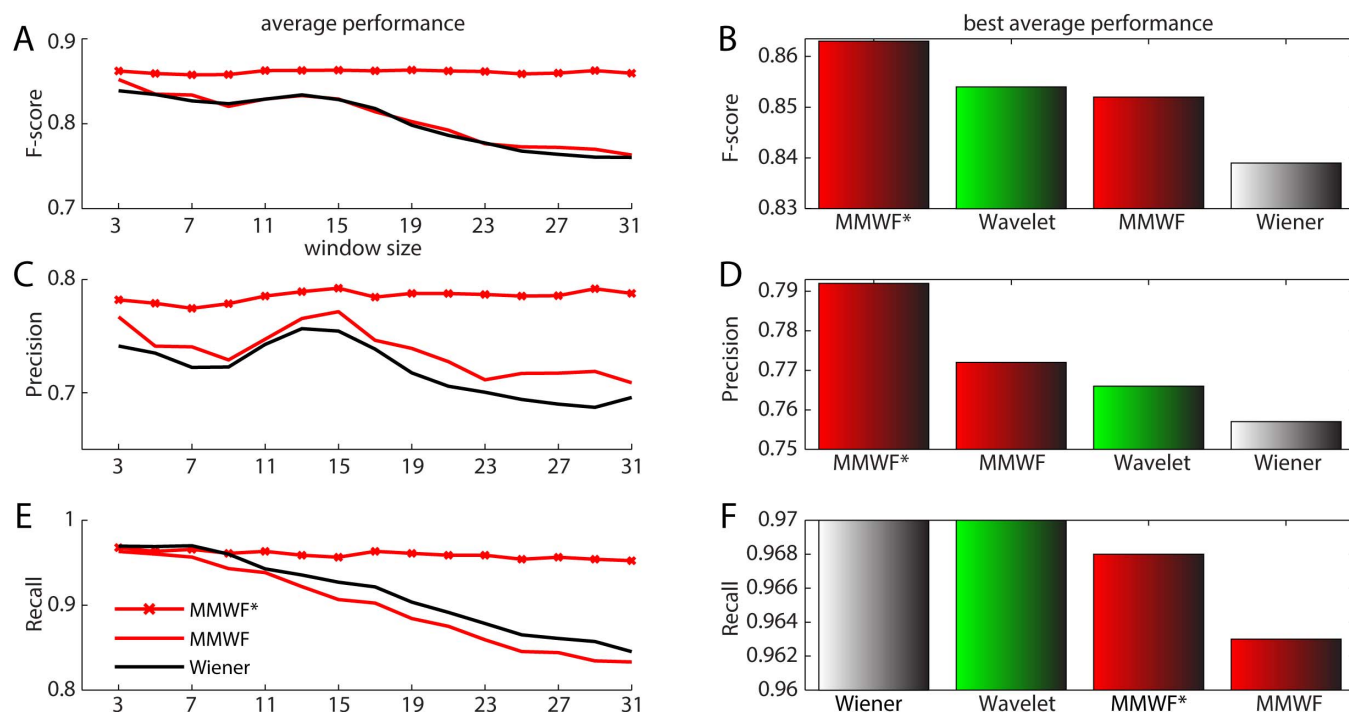 average performance
A
0.9
0.8
0.7
F-score
3 7 11 15 19 23 27 31
window size
best average performance
B
0.86
0.85
0.84
0.83
F-score
MMWF* Wavelet MMWF Wiener
C
0.8
0.7
Precision
3 7 11 15 19 23 27 31
D
0.79
0.78
0.77
0.76
0.75
Precision
MMWF* MMWF Wavelet Wiener
E
1
0.9
0.8
Recall
MMWF*
MMWF
Wiener
3 7 11 15 19 23 27 31
F
0.97
0.968
0.966
0.964
0.962
0.96
Recall
Wiener Wavelet MMWF* MMWF